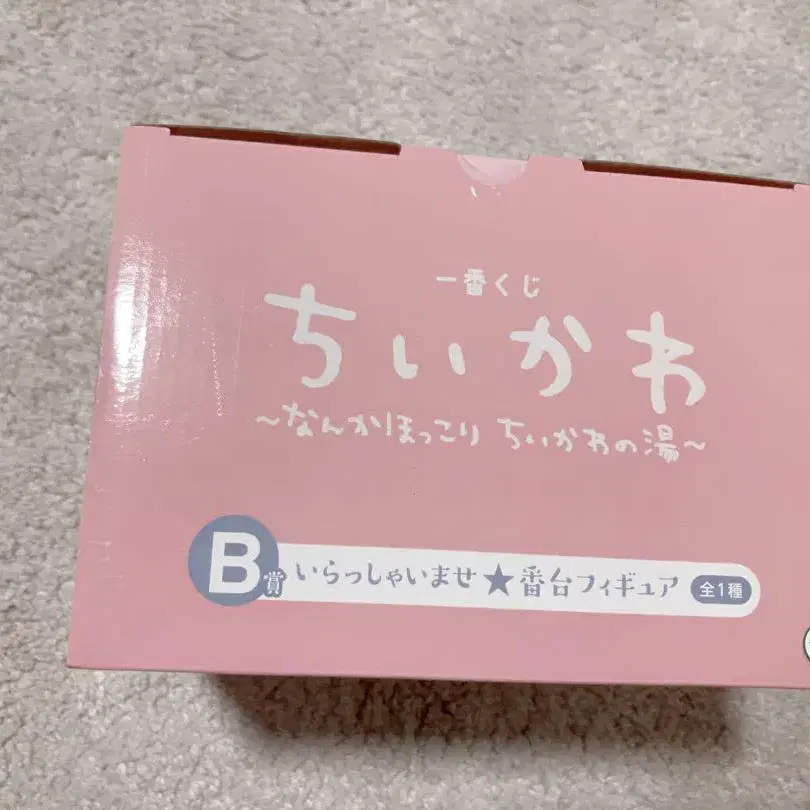 一番くじ
ちいかわ
～なんかほっこり ちいかわの湯～
B賞 いらっしゃいませ★番台フィギュア 全1種